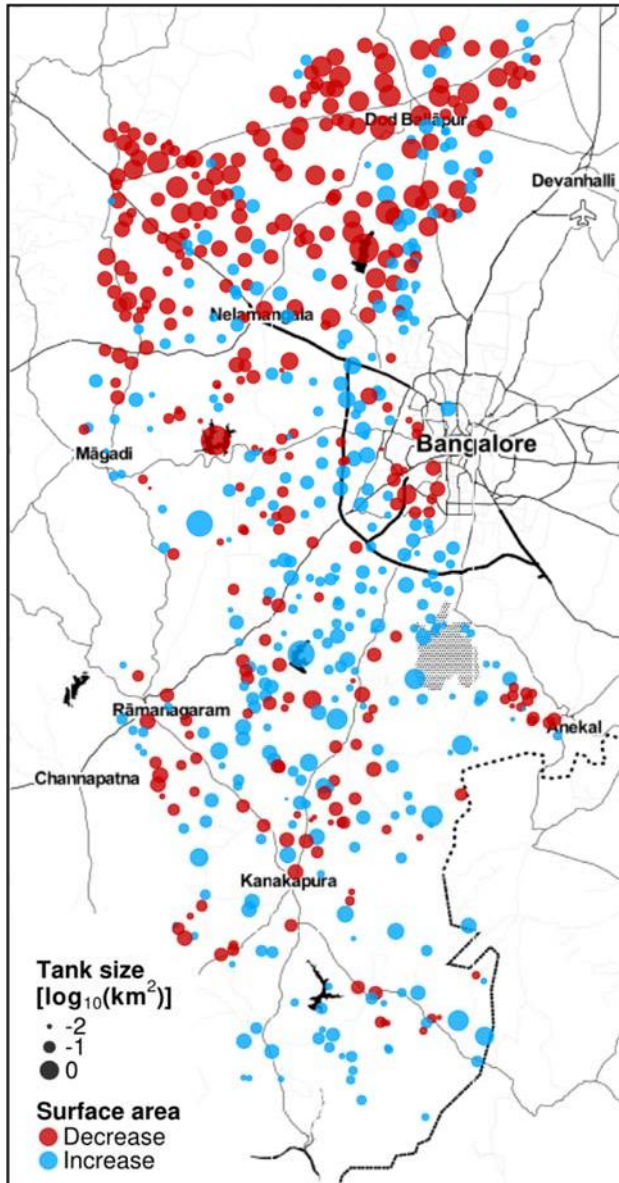 Dod Ballāpur
Devanhalli
Nelamangala
Bangalore
Māgadi
Rāmanagaram
Anekal
Channapatna
Kanakapura
Tank size
[log₁₀(km²)]
-2
-1
0
Surface area
Decrease
Increase